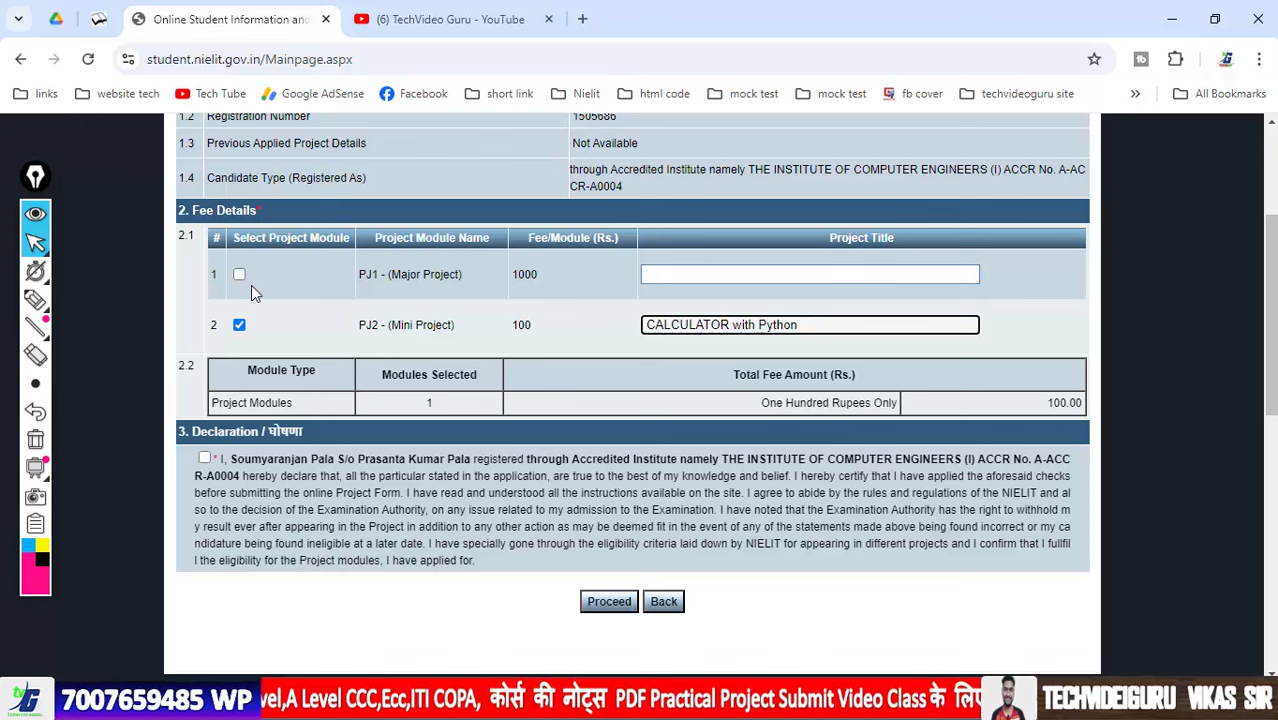 Online Student Information and
(6) TechVideo Guru - YouTube
student.nielit.gov.in/Mainpage.aspx
links
website tech
Tech Tube
Google AdSense
Facebook
short link
Nielit
html code
mock test
mock test
fb cover
techvideoguru site
All Bookmarks
1.2 Registration Number 1505686
1.3 Previous Applied Project Details Not Available
1.4 Candidate Type (Registered As) through Accredited Institute namely THE INSTITUTE OF COMPUTER ENGINEERS (I) ACCR No. A-AC
CR-A0004
2. Fee Details*
2.1 # Select Project Module Project Module Name Fee/Module (Rs.) Project Title
1 PJ1 - (Major Project) 1000
2 PJ2 - (Mini Project) 100 CALCULATOR with Python
2.2 Module Type Modules Selected Total Fee Amount (Rs.)
Project Modules 1 One Hundred Rupees Only 100.00
3. Declaration / घोषणा
* I, Soumyaranjan Pala S/o Prasanta Kumar Pala registered through Accredited Institute namely THE INSTITUTE OF COMPUTER ENGINEERS (I) ACCR No. A-ACC
R-A0004 hereby declare that, all the particular stated in the application, are true to the best of my knowledge and belief. I hereby certify that I have applied the aforesaid checks
before submitting the online Project Form. I have read and understood all the instructions available on the site. I agree to abide by the rules and regulations of the NIELIT and al
so to the decision of the Examination Authority, on any issue related to my admission to the Examination. I have noted that the Examination Authority has the right to withhold m
y result ever after appearing in the Project in addition to any other action as may be deemed fit in the event of any of the statements made above being found incorrect or my ca
ndidature being found ineligible at a later date. I have specially gone through the eligibility criteria laid down by NIELIT for appearing in different projects and I confirm that I fullfil
l the eligibility for the Project modules, I have applied for.
Proceed Back
7007659485 WP
vel,A Level CCC,Ecc,ITI COPA, कोर्स की नोट्स PDF Practical Project Submit Video Class के लिए
TECHVIDEIGURU VIKAS SIR